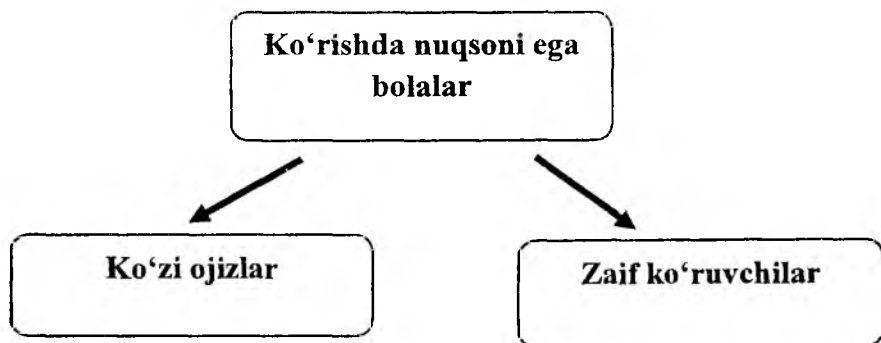 Ko‘rishda nuqsoni ega
bolalar
Ko‘zi ojizlar
Zaif ko‘ruvchilar